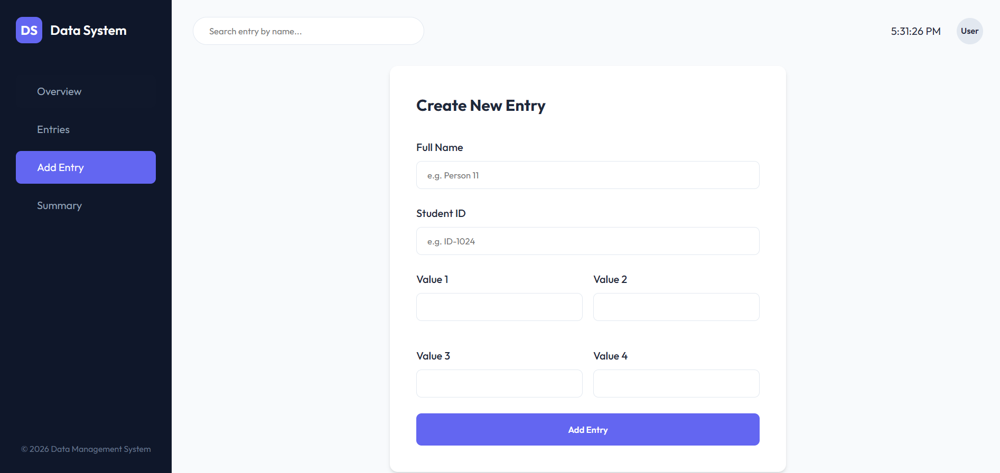 DS Data System
Overview
Entries
Add Entry
Summary
© 2026 Data Management System
Search entry by name...
5:31:26 PM
User
Create New Entry
Full Name
e.g. Person 11
Student ID
e.g. ID-1024
Value 1
Value 2
Value 3
Value 4
Add Entry